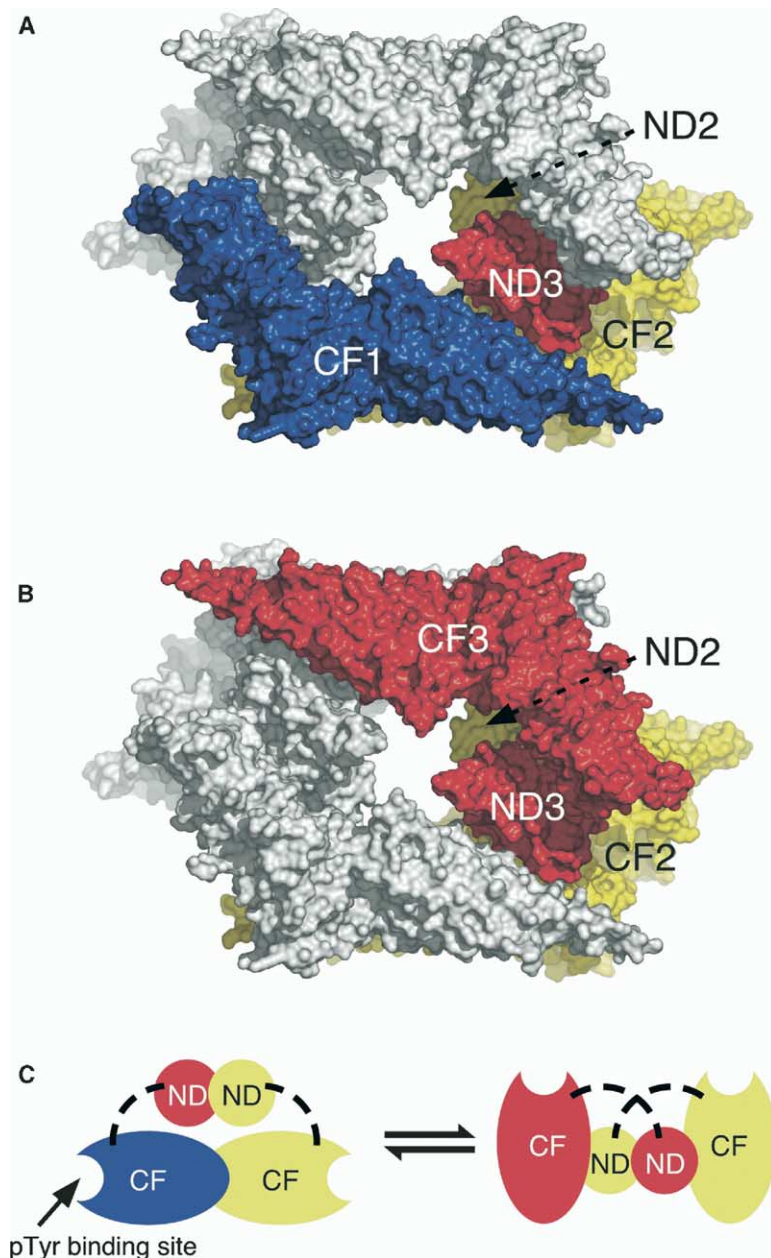 A
ND2
ND3
CF2
CF1
B
CF3
ND2
ND3
CF2
C
ND ND
CF CF
pTyr binding site
CF ND ND CF